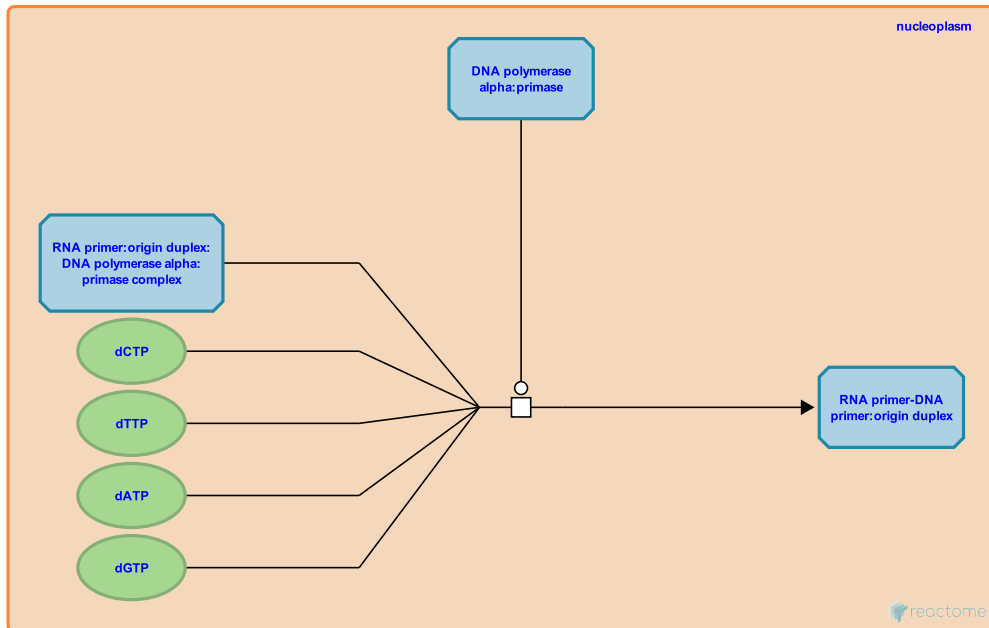 nucleoplasm
DNA polymerase
alpha:primase
RNA primer:origin duplex:
DNA polymerase alpha:
primase complex
dCTP
dTTP
dATP
dGTP
RNA primer-DNA
primer:origin duplex
reactome